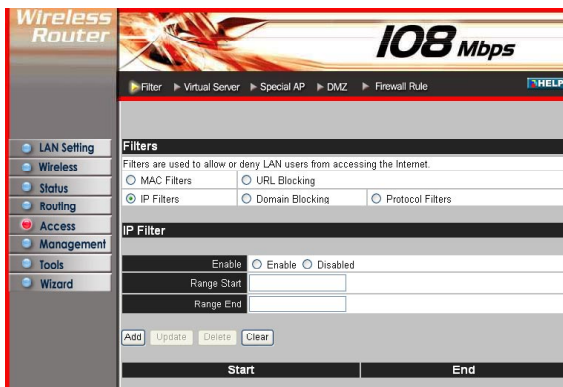 Wireless
Router
108 Mbps
Filter Virtual Server Special AP DMZ Firewall Rule HELP
LAN Setting
Wireless
Status
Routing
Access
Management
Tools
Wizard
Filters
Filters are used to allow or deny LAN users from accessing the Internet.
MAC Filters URL Blocking
IP Filters Domain Blocking Protocol Filters
IP Filter
Enable Enable Disabled
Range Start
Range End
Add Update Delete Clear
Start End